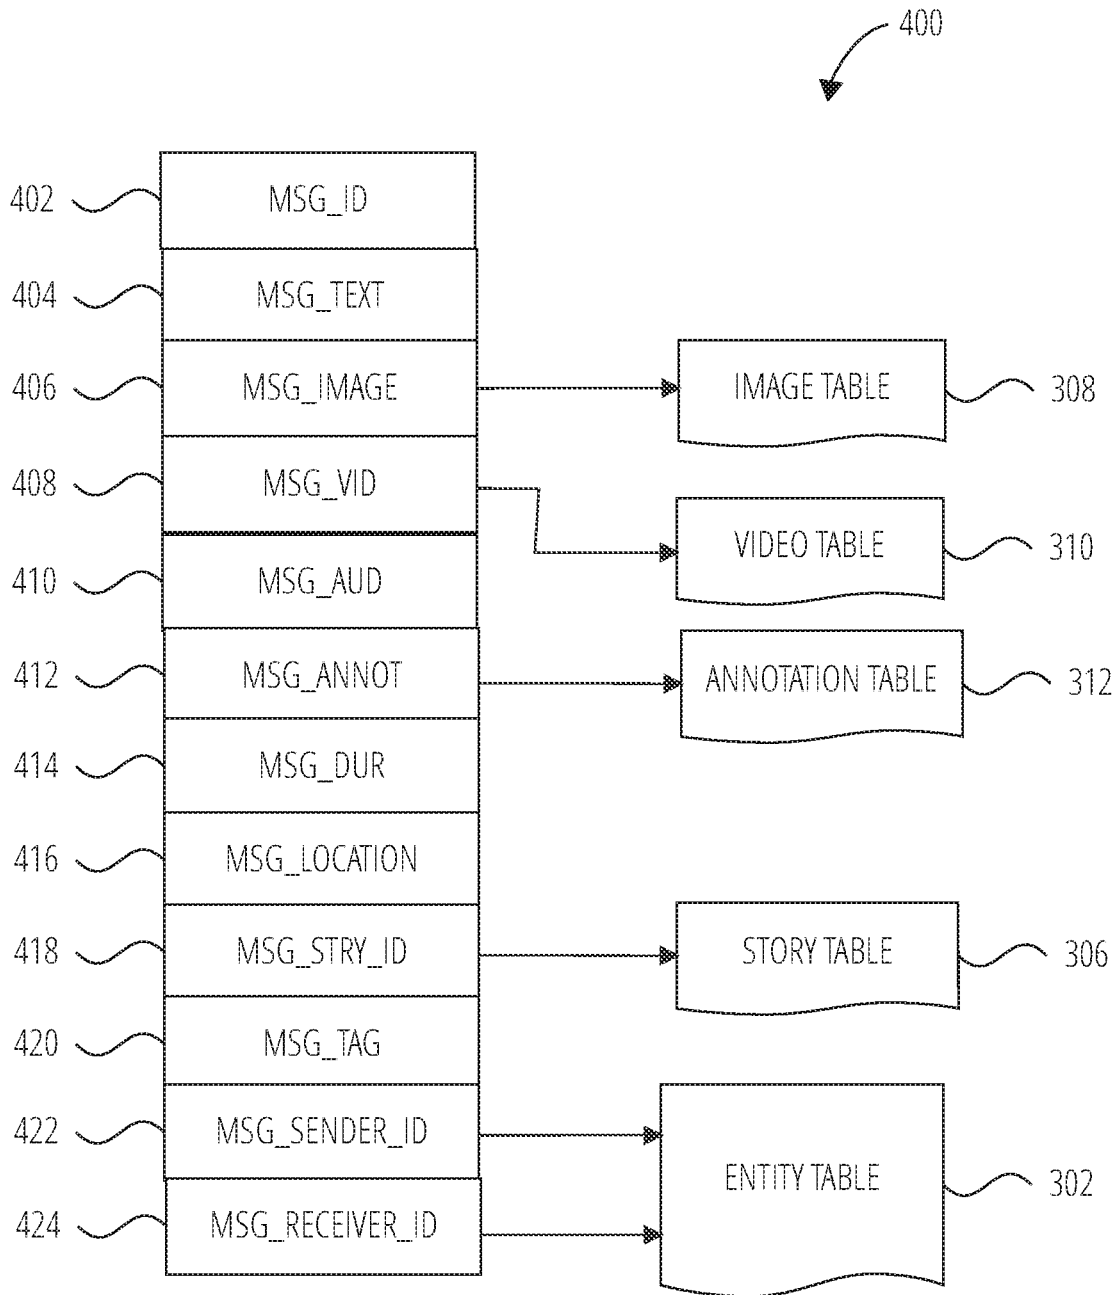 400
402 MSG_ID
404 MSG_TEXT
406 MSG_IMAGE IMAGE TABLE 308
408 MSG_VID
VIDEO TABLE 310
410 MSG_AUD
412 MSG_ANNOT ANNOTATION TABLE 312
414 MSG_DUR
416 MSG_LOCATION
418 MSG_STRY_ID STORY TABLE 306
420 MSG_TAG
422 MSG_SENDER_ID
ENTITY TABLE 302
424 MSG_RECEIVER_ID